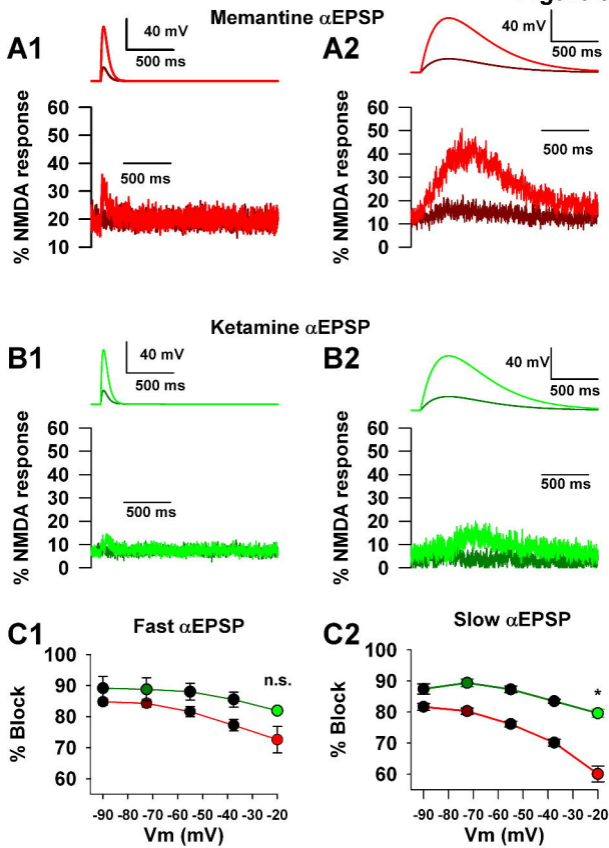 Memantine αEPSP
A1
40 mV
500 ms
A2
40 mV
500 ms
% NMDA response
60
50
40
30
20
10
500 ms
% NMDA response
60
50
40
30
20
10
0
500 ms
Ketamine αEPSP
B1
40 mV
500 ms
B2
40 mV
500 ms
% NMDA response
60
50
40
30
20
10
0
500 ms
% NMDA response
60
50
40
30
20
10
0
500 ms
C1
Fast αEPSP
% Block
100
90
80
70
60
n.s.
-90 -80 -70 -60 -50 -40 -30 -20
Vm (mV)
C2
Slow αEPSP
% Block
100
90
80
70
60
*
-90 -80 -70 -60 -50 -40 -30 -20
Vm (mV)